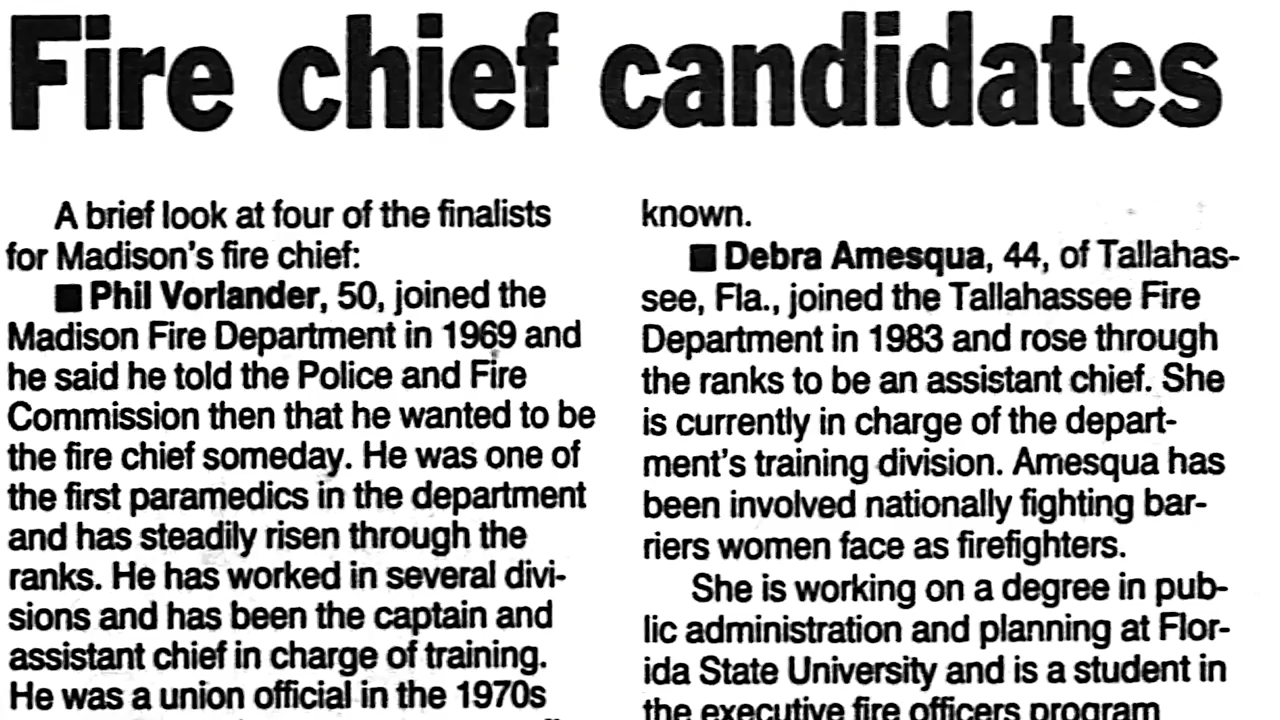 Fire chief candidates
A brief look at four of the finalists
for Madison's fire chief:
■ Phil Vorlander, 50, joined the
Madison Fire Department in 1969 and
he said he told the Police and Fire
Commission then that he wanted to be
the fire chief someday. He was one of
the first paramedics in the department
and has steadily risen through the
ranks. He has worked in several divi-
sions and has been the captain and
assistant chief in charge of training.
He was a union official in the 1970s
known.
■ Debra Amesqua, 44, of Tallahas-
see, Fla., joined the Tallahassee Fire
Department in 1983 and rose through
the ranks to be an assistant chief. She
is currently in charge of the depart-
ment's training division. Amesqua has
been involved nationally fighting bar-
riers women face as firefighters.
She is working on a degree in pub-
lic administration and planning at Flor-
ida State University and is a student in
the executive fire officers program